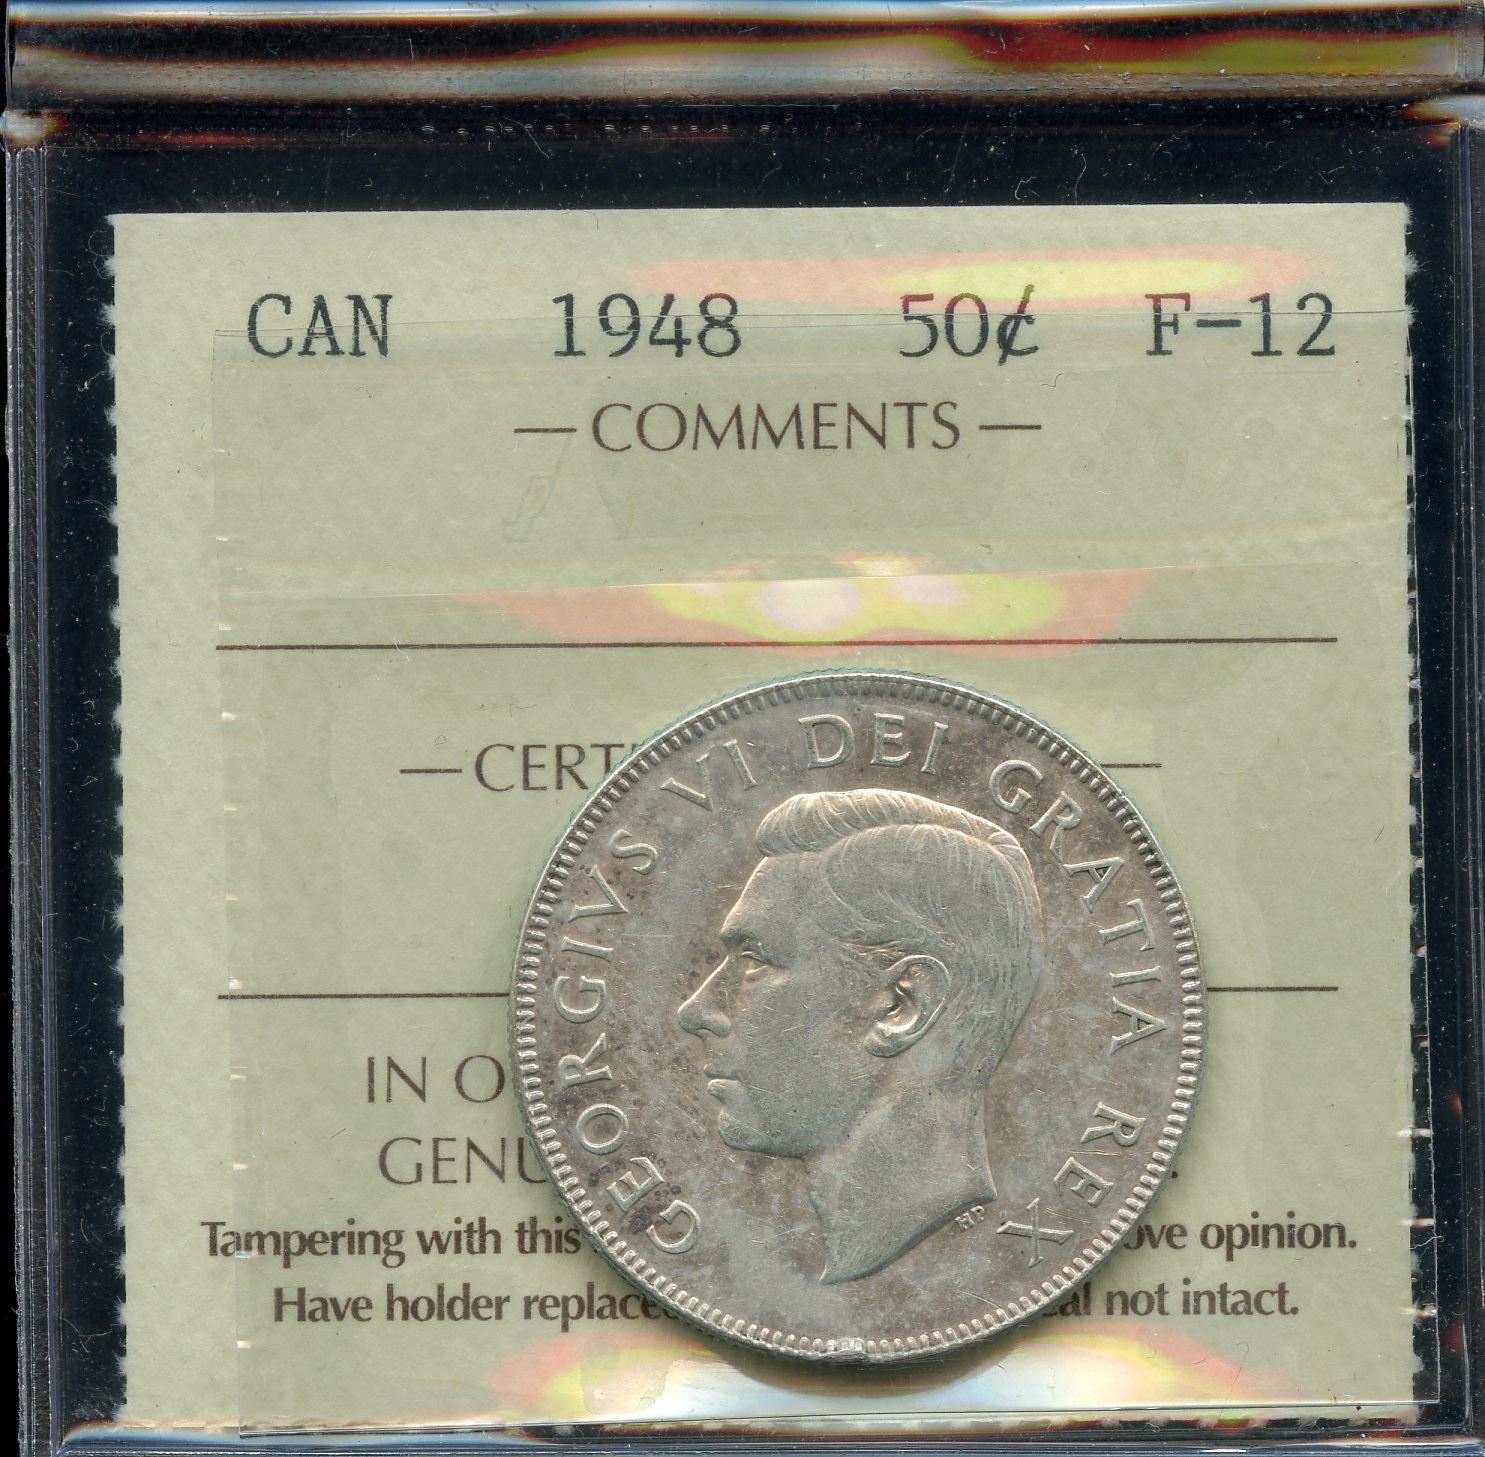 CAN 1948 50¢ F-12
— COMMENTS —
— CERT —
IN O
GENU
Tampering with this ove opinion.
Have holder replace al not intact.
GEORGIVS VI DEI GRATIA REX
HP